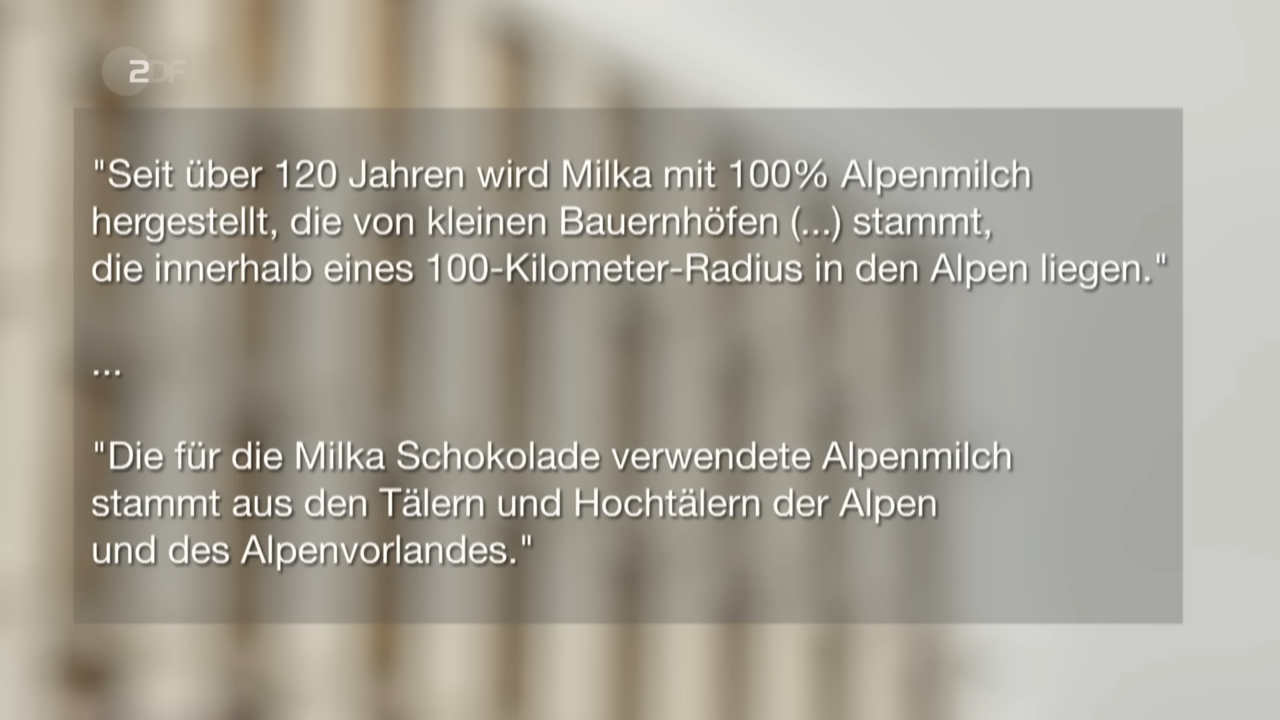 2DF
"Seit über 120 Jahren wird Milka mit 100% Alpenmilch
hergestellt, die von kleinen Bauernhöfen (...) stammt,
die innerhalb eines 100-Kilometer-Radius in den Alpen liegen."
...
"Die für die Milka Schokolade verwendete Alpenmilch
stammt aus den Tälern und Hochtälern der Alpen
und des Alpenvorlandes."